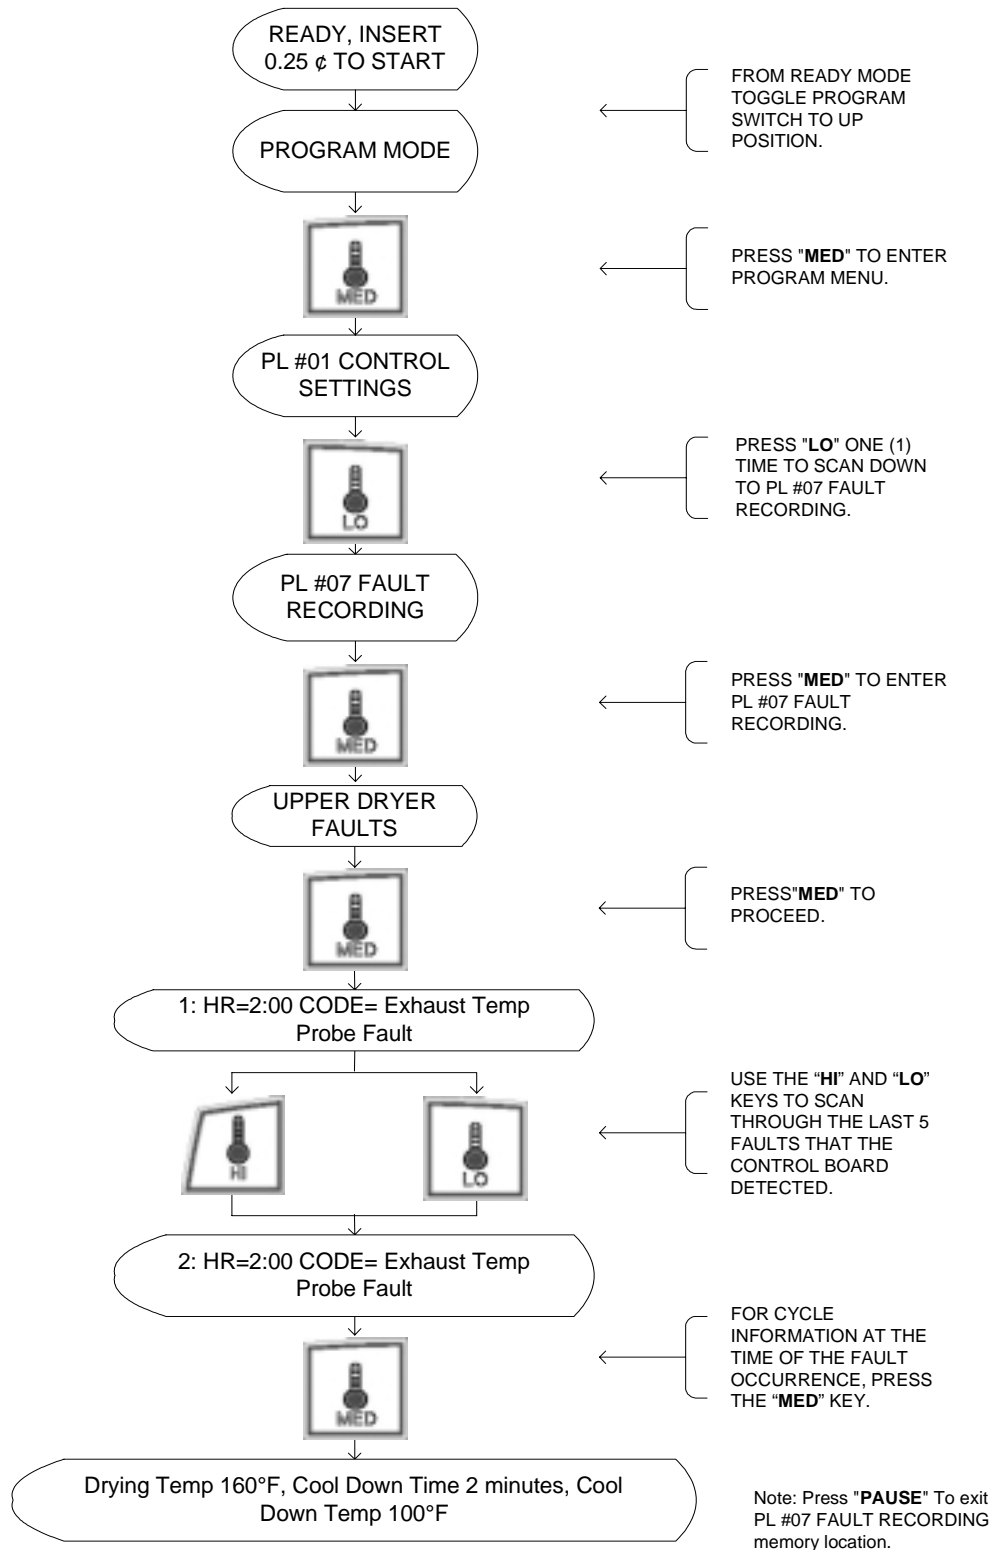 READY, INSERT
0.25 ¢ TO START
FROM READY MODE
TOGGLE PROGRAM
SWITCH TO UP
POSITION.
PROGRAM MODE
MED
PRESS "MED" TO ENTER
PROGRAM MENU.
PL #01 CONTROL
SETTINGS
LO
PRESS "LO" ONE (1)
TIME TO SCAN DOWN
TO PL #07 FAULT
RECORDING.
PL #07 FAULT
RECORDING
MED
PRESS "MED" TO ENTER
PL #07 FAULT
RECORDING.
UPPER DRYER
FAULTS
MED
PRESS"MED" TO
PROCEED.
1: HR=2:00 CODE= Exhaust Temp
Probe Fault
HI
LO
USE THE “HI” AND “LO”
KEYS TO SCAN
THROUGH THE LAST 5
FAULTS THAT THE
CONTROL BOARD
DETECTED.
2: HR=2:00 CODE= Exhaust Temp
Probe Fault
MED
FOR CYCLE
INFORMATION AT THE
TIME OF THE FAULT
OCCURRENCE, PRESS
THE “MED” KEY.
Drying Temp 160°F, Cool Down Time 2 minutes, Cool
Down Temp 100°F
Note: Press "PAUSE" To exit
PL #07 FAULT RECORDING
memory location.